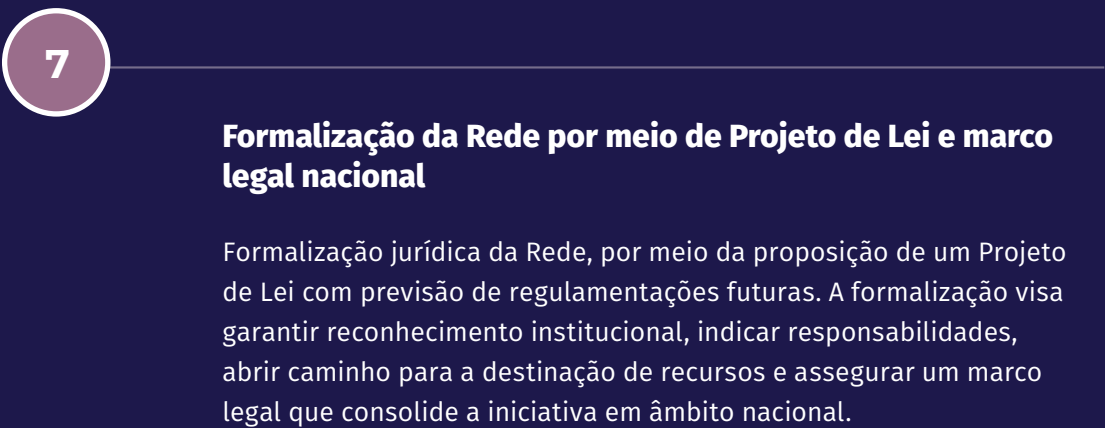 7
Formalização da Rede por meio de Projeto de Lei e marco
legal nacional
Formalização jurídica da Rede, por meio da proposição de um Projeto
de Lei com previsão de regulamentações futuras. A formalização visa
garantir reconhecimento institucional, indicar responsabilidades,
abrir caminho para a destinação de recursos e assegurar um marco
legal que consolide a iniciativa em âmbito nacional.